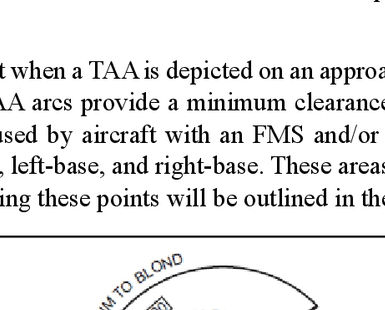 t when a TAA is depicted on an approa
AA arcs provide a minimum clearance
used by aircraft with an FMS and/or
, left-base, and right-base. These areas
ing these points will be outlined in the
M TO BLOND